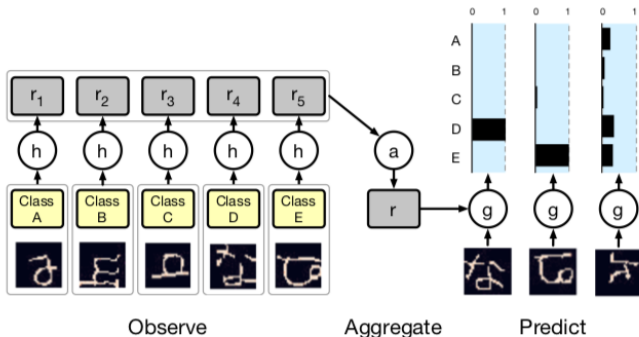 0 1 0 1 0 1
A
B
C
D
E
r1 r2 r3 r4 r5
h h h h h
a
Class A Class B Class C Class D Class E
r
g g g
Observe Aggregate Predict